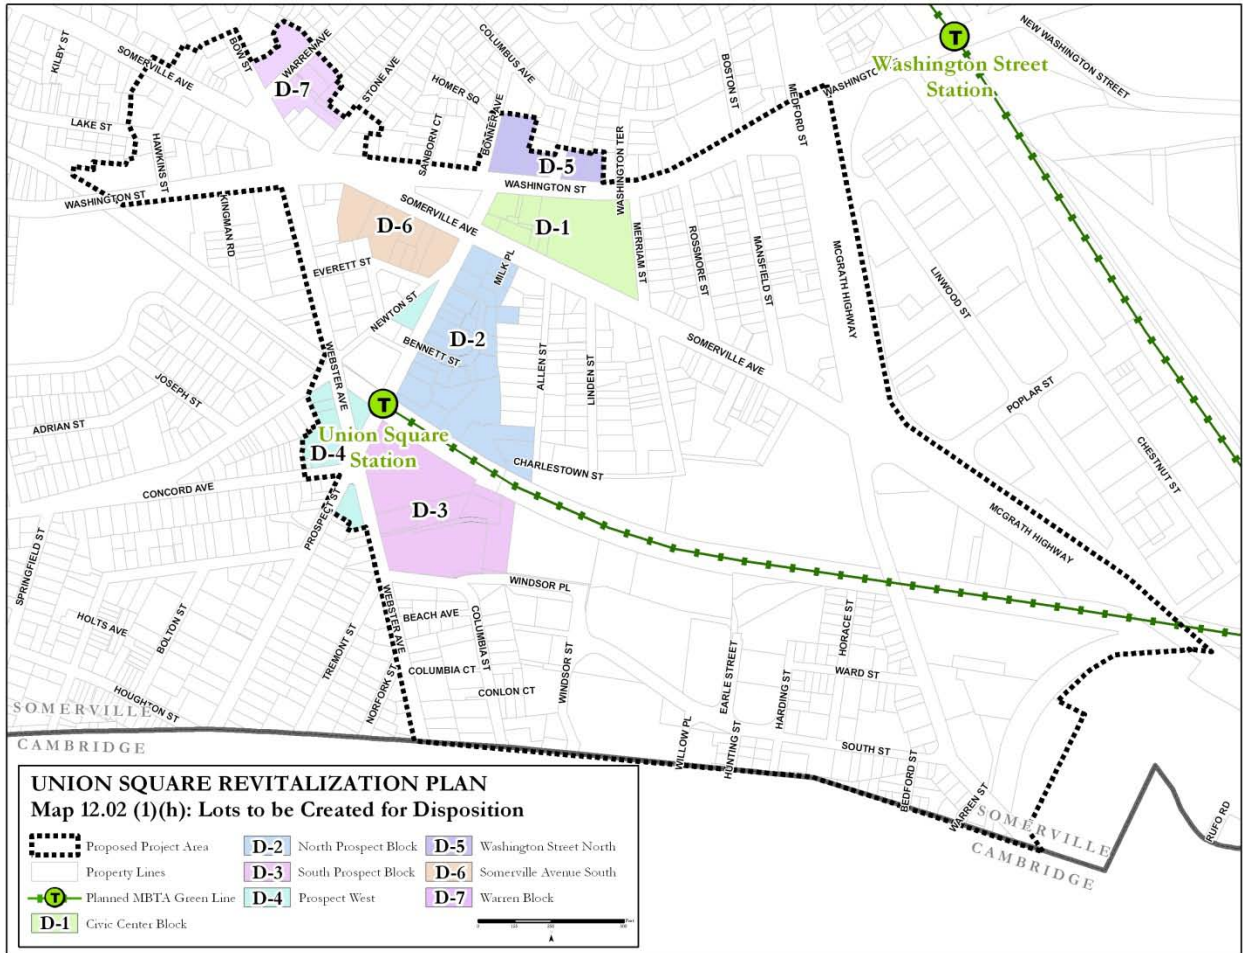 KILBY ST
SOMERVILLE AVE
BOW ST
WARREN AVE
D-7
STONE AVE
COLUMBUS AVE
HOMER SQ
BOSTON ST
T
Washington Street
Station
NEW WASHINGTON STREET
WASHINGTON
MEDFORD ST
LAKE ST
HAWKINS ST
SANBORN CT
BONNER AVE
D-5
WASHINGTON TER
WASHINGTON ST
WASHINGTON ST
KINGMAN RD
SOMERVILLE AVE
D-6
D-1
EVERETT ST
MILK PL
MERRIAM ST
ROSSMORE ST
MANSFIELD ST
MCGRATH HIGHWAY
LINWOOD ST
NEWTON ST
BENNETT ST
D-2
WEBSTER AVE
ALLEN ST
LINDEN ST
SOMERVILLE AVE
JOSEPH ST
POPLAR ST
CHESTNUT ST
ADRIAN ST
T
Union Square
Station
D-4
CHARLESTOWN ST
CONCORD AVE
PROSPECT ST
D-3
MCGRATH HIGHWAY
SPRINGFIELD ST
WINDSOR PL
HOLTS AVE
BOLTON ST
TREMONT ST
WEBSTER AVE
BEACH AVE
COLUMBIA ST
HORACE ST
WARD ST
EARLE STREET
HARDING ST
COLUMBIA CT
CONLON CT
WINDSOR ST
NORFORK ST
HOUGHTON ST
SOMERVILLE
CAMBRIDGE
WILLOW PL
HUNTING ST
SOUTH ST
BEDFORD ST
WARREN ST
SOMERVILLE
CAMBRIDGE
RUFO RD
UNION SQUARE REVITALIZATION PLAN
Map 12.02 (1)(h): Lots to be Created for Disposition
Proposed Project Area
D-2 North Prospect Block
D-5 Washington Street North
Property Lines
D-3 South Prospect Block
D-6 Somerville Avenue South
T Planned MBTA Green Line
D-4 Prospect West
D-7 Warren Block
D-1 Civic Center Block